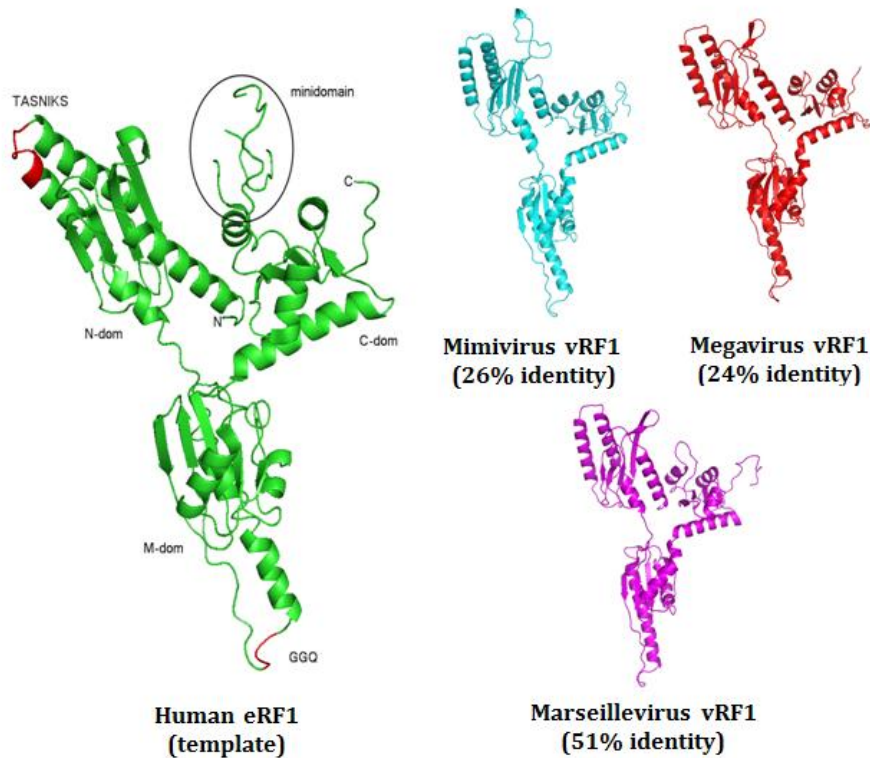 minidomain
TASNIKS
C
N
N-dom
C-dom
M-dom
GGQ
Human eRF1
(template)
Mimivirus vRF1
(26% identity)
Megavirus vRF1
(24% identity)
Marseillevirus vRF1
(51% identity)